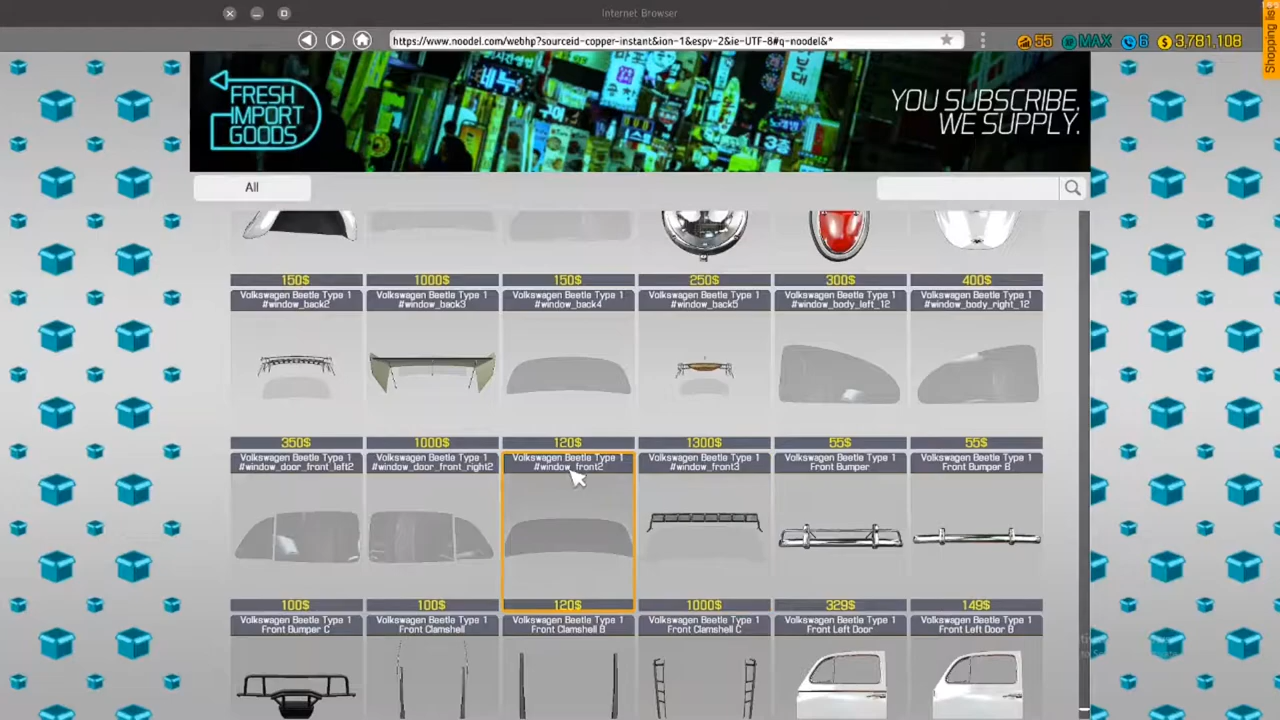 Internet Browser
https://www.noodel.com/webhp?sourceid-copper-instant&ion-1&espv-2&ie-UTF-8#q-noodel&*
55
MAX
6
$ 3,781,108
Shopping list
FRESH
IMPORT
GOODS
YOU SUBSCRIBE,
WE SUPPLY.
All
150$ 1000$ 150$ 250$ 300$ 400$
Volkswagen Beetle Type 1
#window_back2
Volkswagen Beetle Type 1
#window_back3
Volkswagen Beetle Type 1
#window_back4
Volkswagen Beetle Type 1
#window_back5
Volkswagen Beetle Type 1
#window_body_left_12
Volkswagen Beetle Type 1
#window_body_right_12
350$ 1000$ 120$ 1300$ 55$ 55$
Volkswagen Beetle Type 1
#window_door_front_left2
Volkswagen Beetle Type 1
#window_door_front_right2
Volkswagen Beetle Type 1
#window_front2
Volkswagen Beetle Type 1
#window_front3
Volkswagen Beetle Type 1
Front Bumper
Volkswagen Beetle Type 1
Front Bumper B
100$ 100$ 120$ 1000$ 329$ 149$
Volkswagen Beetle Type 1
Front Bumper C
Volkswagen Beetle Type 1
Front Clamshell
Volkswagen Beetle Type 1
Front Clamshell B
Volkswagen Beetle Type 1
Front Clamshell C
Volkswagen Beetle Type 1
Front Left Door
Volkswagen Beetle Type 1
Front Left Door B